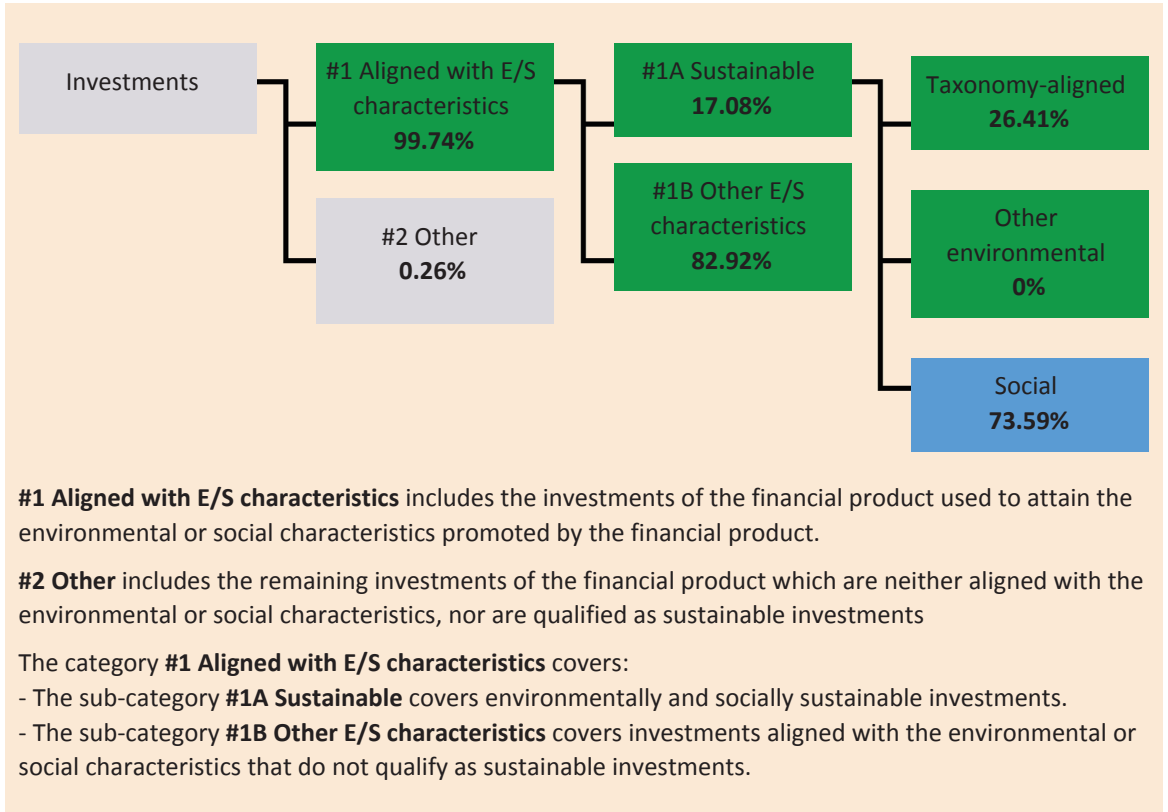 Investments
#1 Aligned with E/S
characteristics
99.74%
#2 Other
0.26%
#1A Sustainable
17.08%
#1B Other E/S
characteristics
82.92%
Taxonomy-aligned
26.41%
Other
environmental
0%
Social
73.59%
#1 Aligned with E/S characteristics includes the investments of the financial product used to attain the
environmental or social characteristics promoted by the financial product.
#2 Other includes the remaining investments of the financial product which are neither aligned with the
environmental or social characteristics, nor are qualified as sustainable investments
The category #1 Aligned with E/S characteristics covers:
- The sub-category #1A Sustainable covers environmentally and socially sustainable investments.
- The sub-category #1B Other E/S characteristics covers investments aligned with the environmental or
social characteristics that do not qualify as sustainable investments.